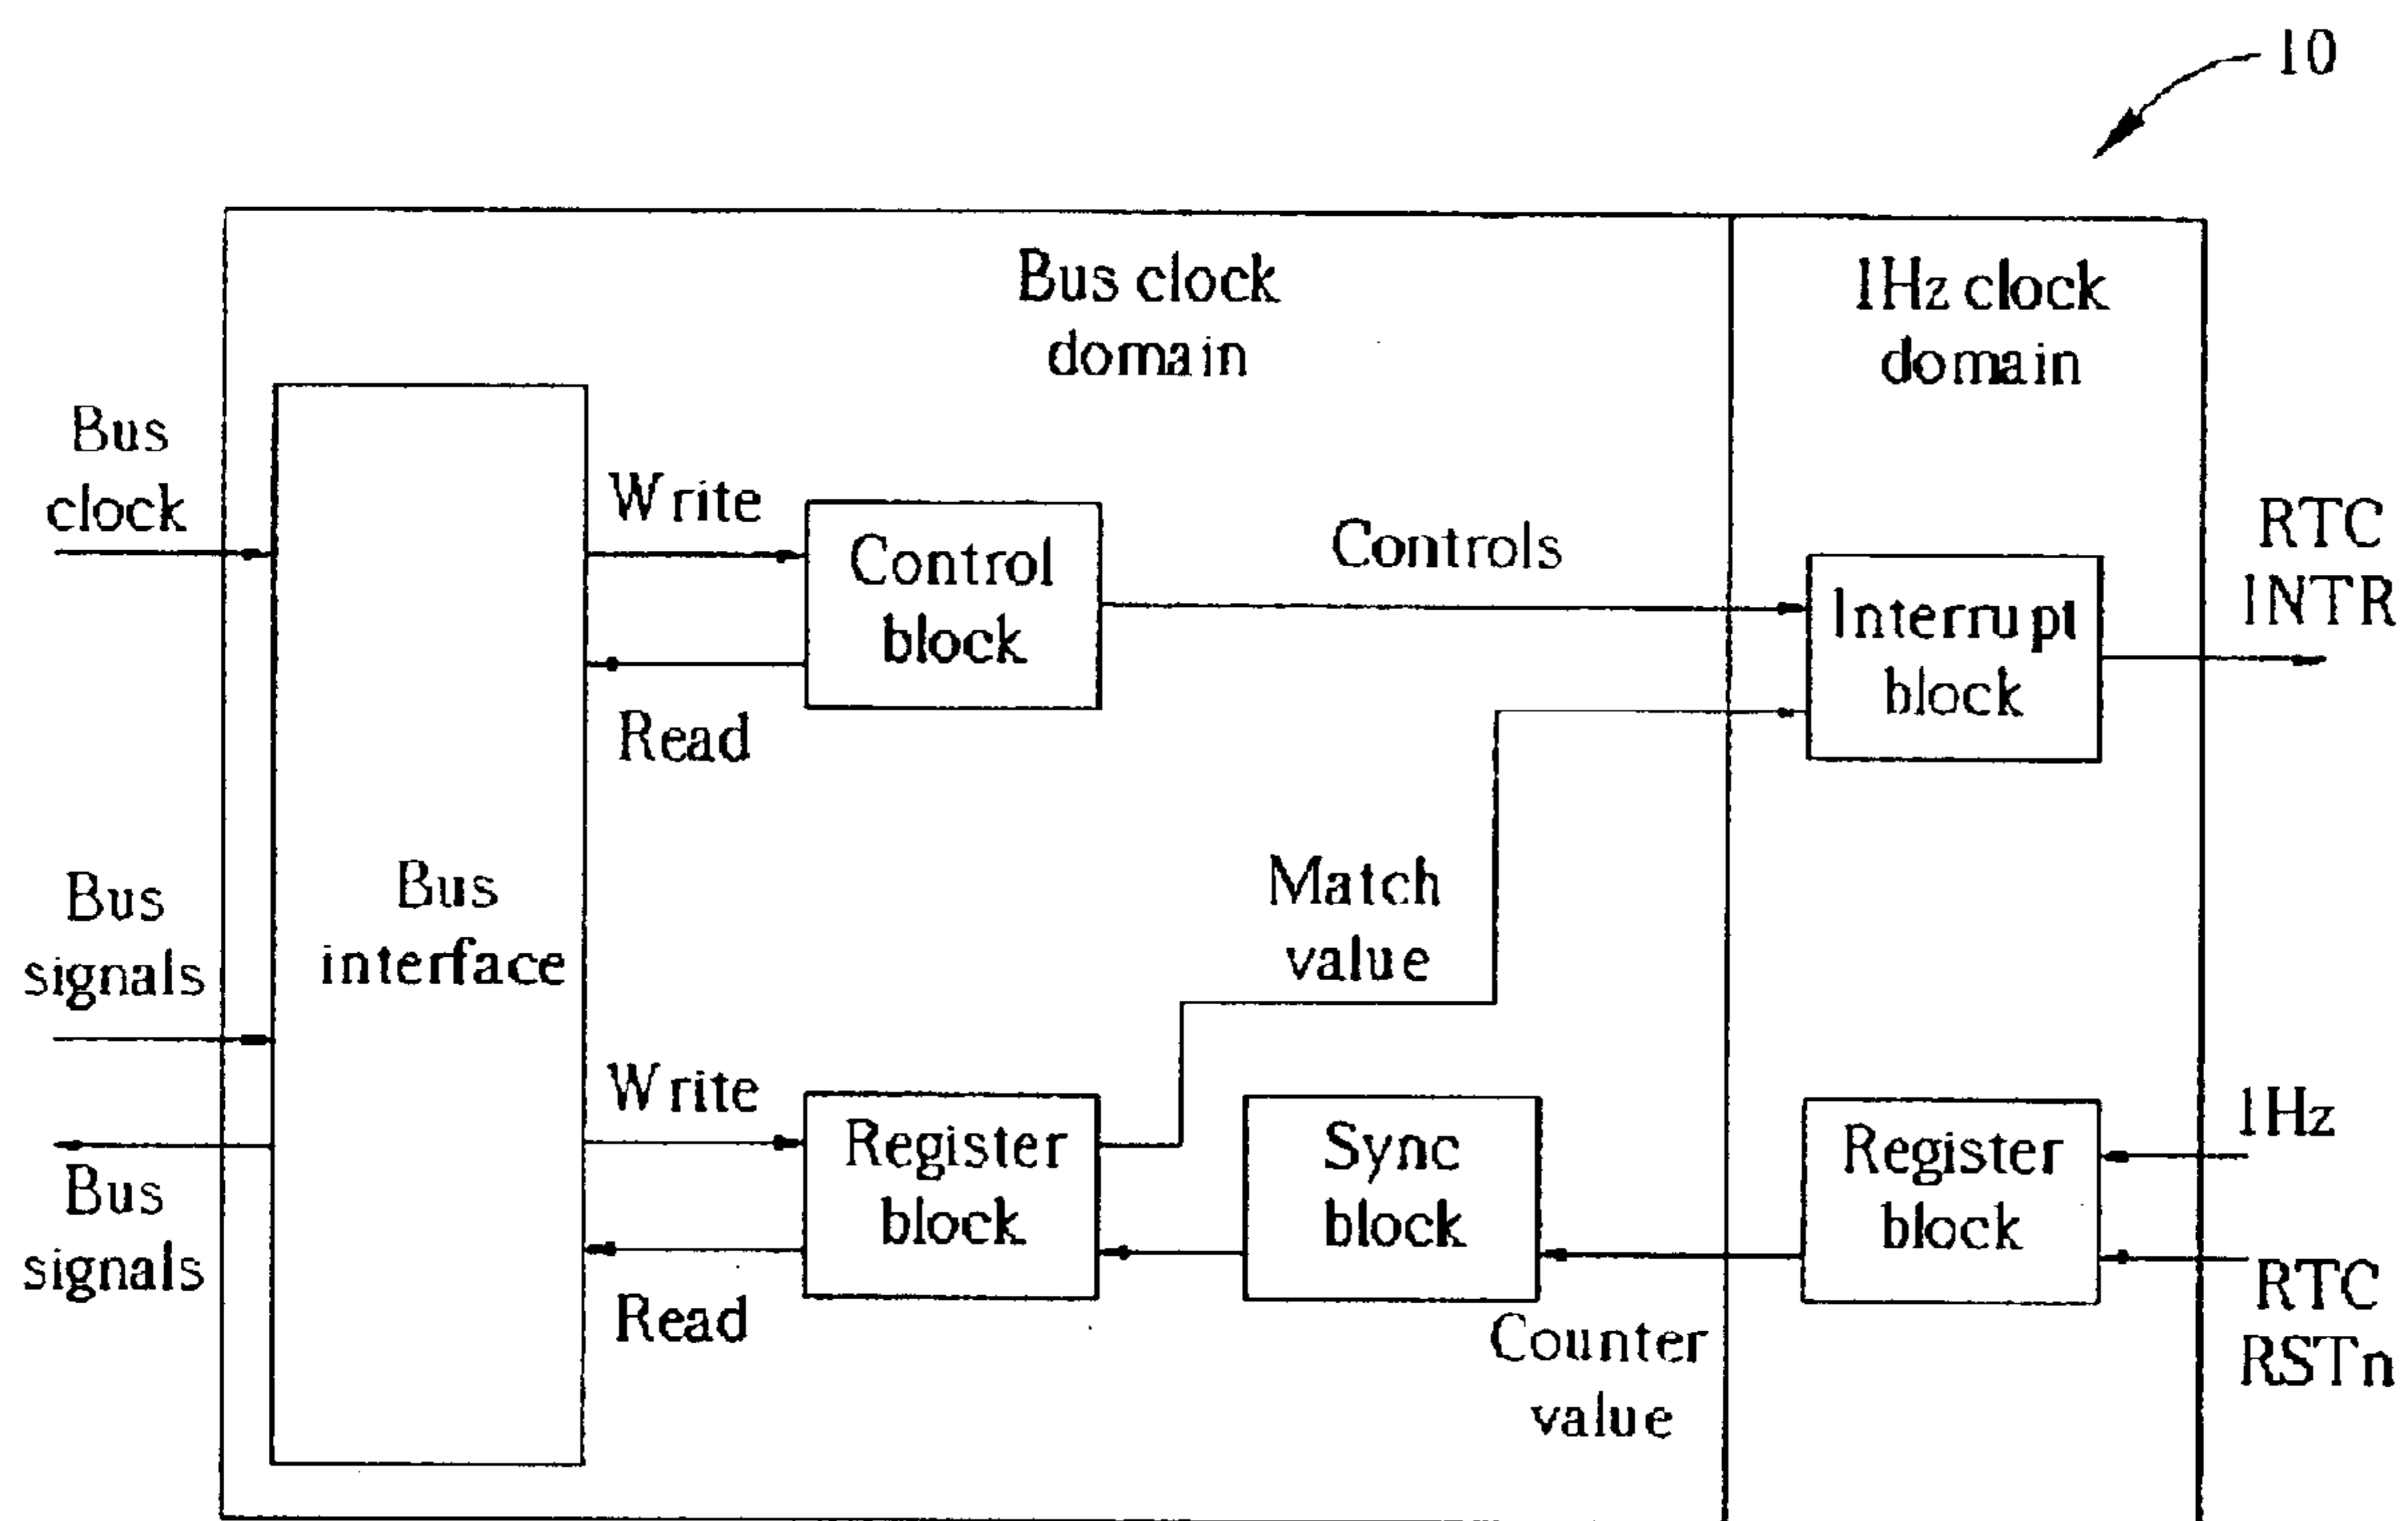 10
Bus clock
domain
1Hz clock
domain
Bus
clock
Write
Control
block
Read
Controls
Interrupt
block
RTC
INTR
Bus
interface
Match
value
Bus
signals
Bus
signals
Write
Register
block
Read
Sync
block
Counter
value
Register
block
1Hz
RTC
RSTn